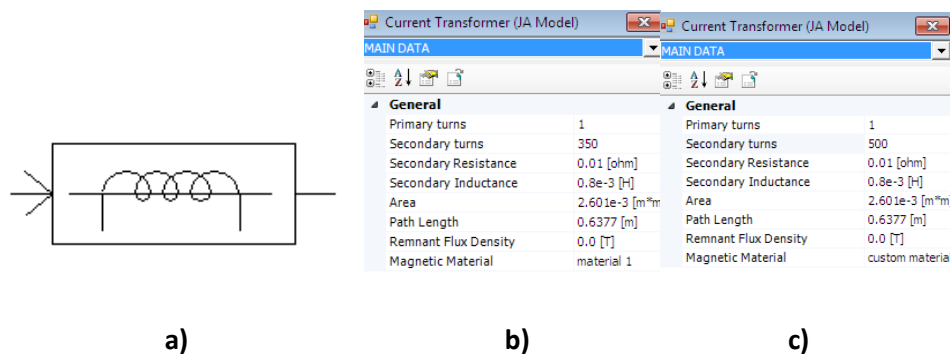 Current Transformer (JA Model)
MAIN DATA
General
Primary turns 1
Secondary turns 350
Secondary Resistance 0.01 [ohm]
Secondary Inductance 0.8e-3 [H]
Area 2.601e-3 [m*m
Path Length 0.6377 [m]
Remnant Flux Density 0.0 [T]
Magnetic Material material 1
Current Transformer (JA Model)
MAIN DATA
General
Primary turns 1
Secondary turns 500
Secondary Resistance 0.01 [ohm]
Secondary Inductance 0.8e-3 [H]
Area 2.601e-3 [m*m
Path Length 0.6377 [m]
Remnant Flux Density 0.0 [T]
Magnetic Material custom materia
a) b) c)